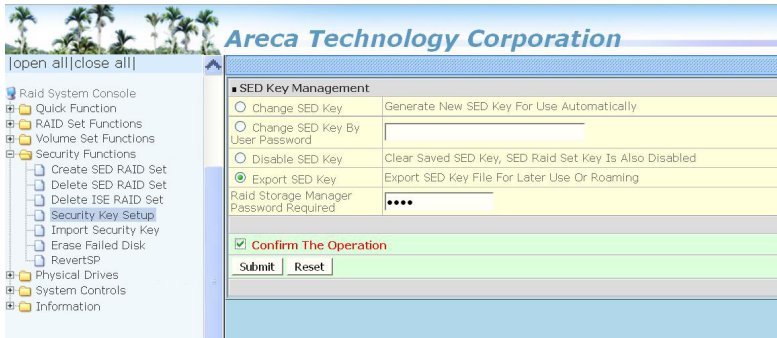 Areca Technology Corporation
|open all|close all|
Raid System Console
Quick Function
RAID Set Functions
Volume Set Functions
Security Functions
Create SED RAID Set
Delete SED RAID Set
Delete ISE RAID Set
Security Key Setup
Import Security Key
Erase Failed Disk
RevertSP
Physical Drives
System Controls
Information
SED Key Management
Change SED Key Generate New SED Key For Use Automatically
Change SED Key By
User Password
Disable SED Key Clear Saved SED Key, SED Raid Set Key Is Also Disabled
Export SED Key Export SED Key File For Later Use Or Roaming
Raid Storage Manager
Password Required ••••
Confirm The Operation
Submit Reset